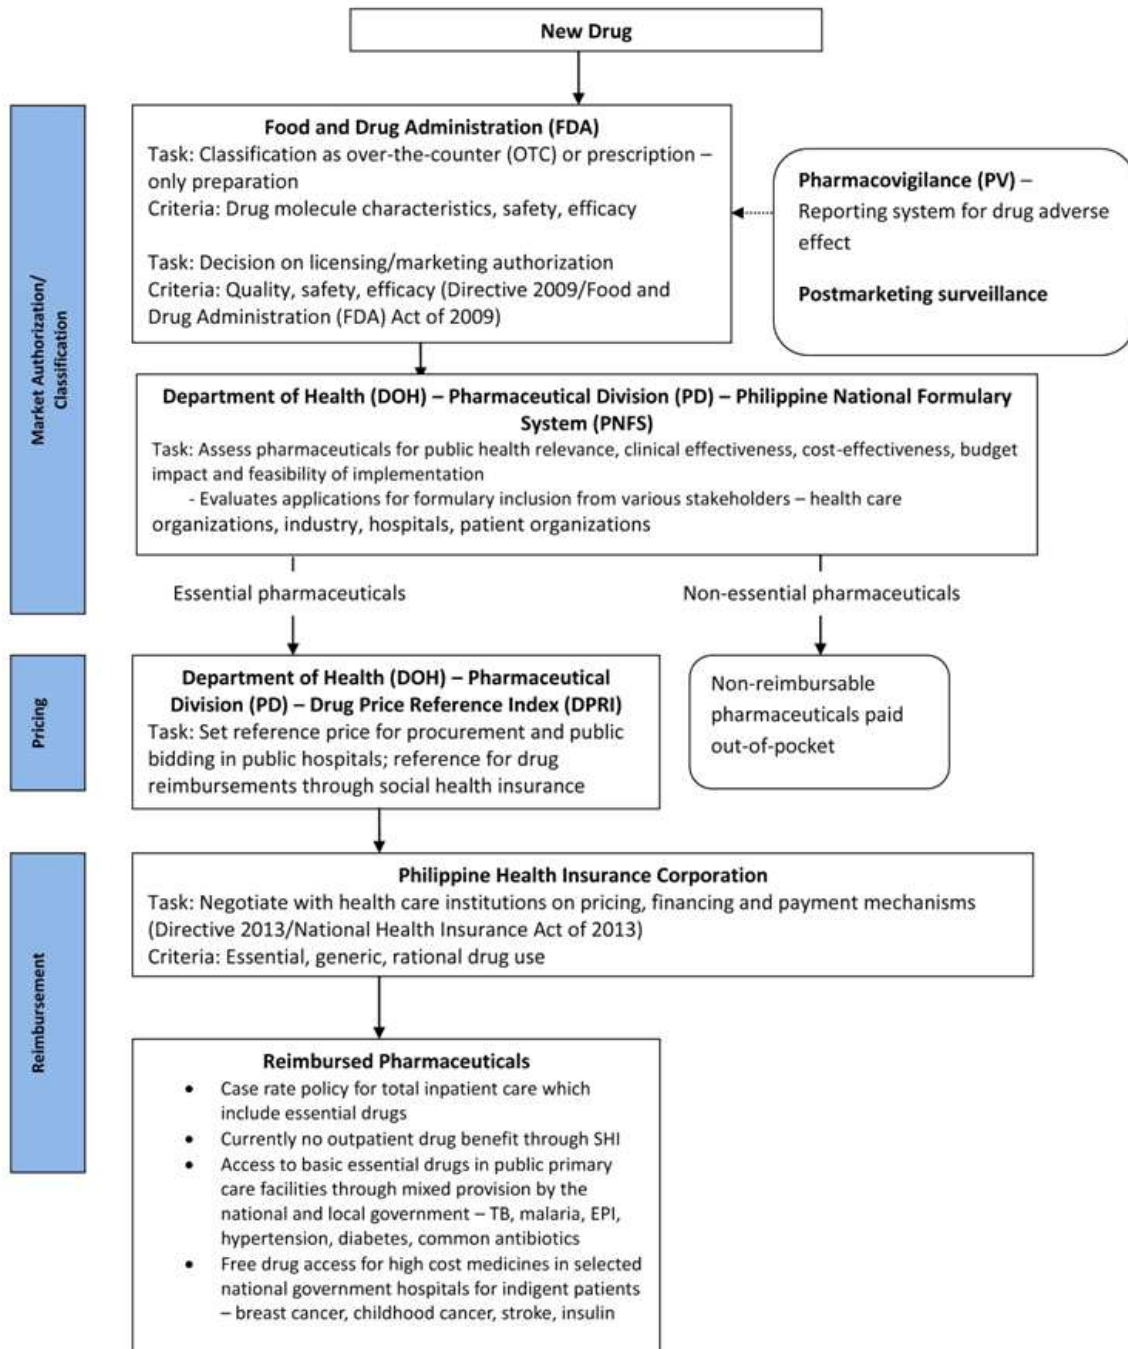 New Drug
Market Authorization/
Classification
Food and Drug Administration (FDA)
Task: Classification as over-the-counter (OTC) or prescription –
only preparation
Criteria: Drug molecule characteristics, safety, efficacy
Task: Decision on licensing/marketing authorization
Criteria: Quality, safety, efficacy (Directive 2009/Food and
Drug Administration (FDA) Act of 2009)
Pharmacovigilance (PV) –
Reporting system for drug adverse
effect
Postmarketing surveillance
Department of Health (DOH) – Pharmaceutical Division (PD) – Philippine National Formulary
System (PNFS)
Task: Assess pharmaceuticals for public health relevance, clinical effectiveness, cost-effectiveness, budget
impact and feasibility of implementation
- Evaluates applications for formulary inclusion from various stakeholders – health care
organizations, industry, hospitals, patient organizations
Essential pharmaceuticals
Non-essential pharmaceuticals
Pricing
Department of Health (DOH) – Pharmaceutical
Division (PD) – Drug Price Reference Index (DPRI)
Task: Set reference price for procurement and public
bidding in public hospitals; reference for drug
reimbursements through social health insurance
Non-reimbursable
pharmaceuticals paid
out-of-pocket
Reimbursement
Philippine Health Insurance Corporation
Task: Negotiate with health care institutions on pricing, financing and payment mechanisms
(Directive 2013/National Health Insurance Act of 2013)
Criteria: Essential, generic, rational drug use
Reimbursed Pharmaceuticals
• Case rate policy for total inpatient care which
include essential drugs
• Currently no outpatient drug benefit through SHI
• Access to basic essential drugs in public primary
care facilities through mixed provision by the
national and local government – TB, malaria, EPI,
hypertension, diabetes, common antibiotics
• Free drug access for high cost medicines in selected
national government hospitals for indigent patients
– breast cancer, childhood cancer, stroke, insulin